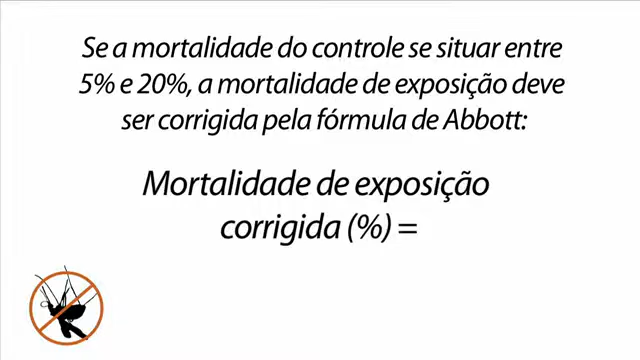 Se a mortalidade do controle se situar entre
5% e 20%, a mortalidade de exposição deve
ser corrigida pela fórmula de Abbott:
Mortalidade de exposição
corrigida (%) =